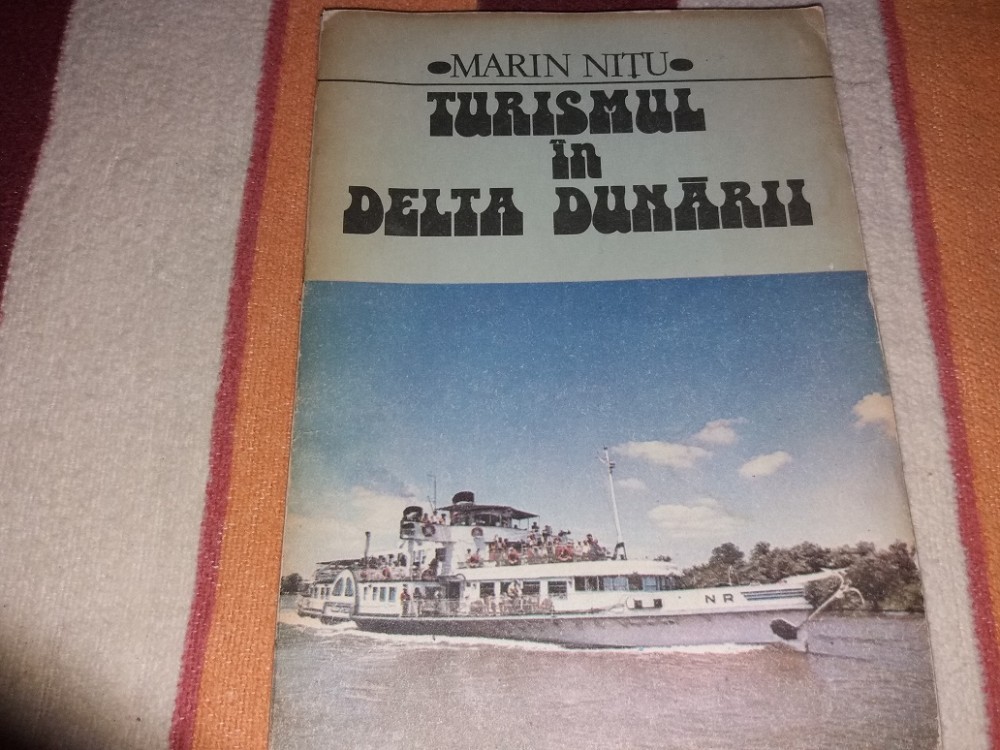 •MARIN NIȚU•
TURISMUL
în
DELTA DUNĂRII
NR